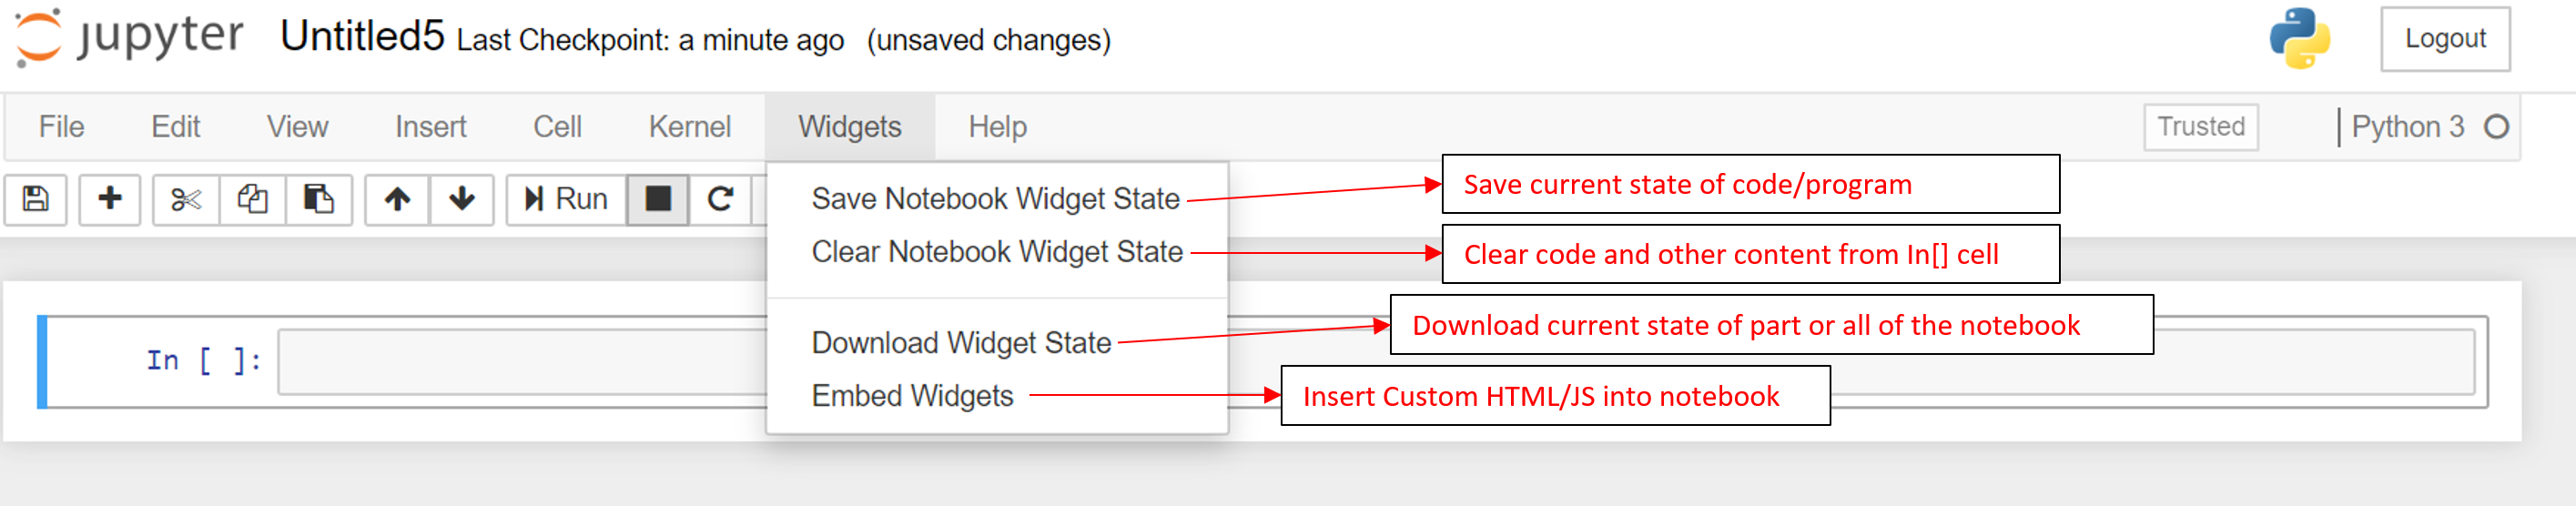 jupyter Untitled5 Last Checkpoint: a minute ago (unsaved changes) Logout
File Edit View Insert Cell Kernel Widgets Help Trusted Python 3
Run
Save Notebook Widget State Save current state of code/program
Clear Notebook Widget State Clear code and other content from In[] cell
Download Widget State Download current state of part or all of the notebook
In [ ]:
Embed Widgets Insert Custom HTML/JS into notebook